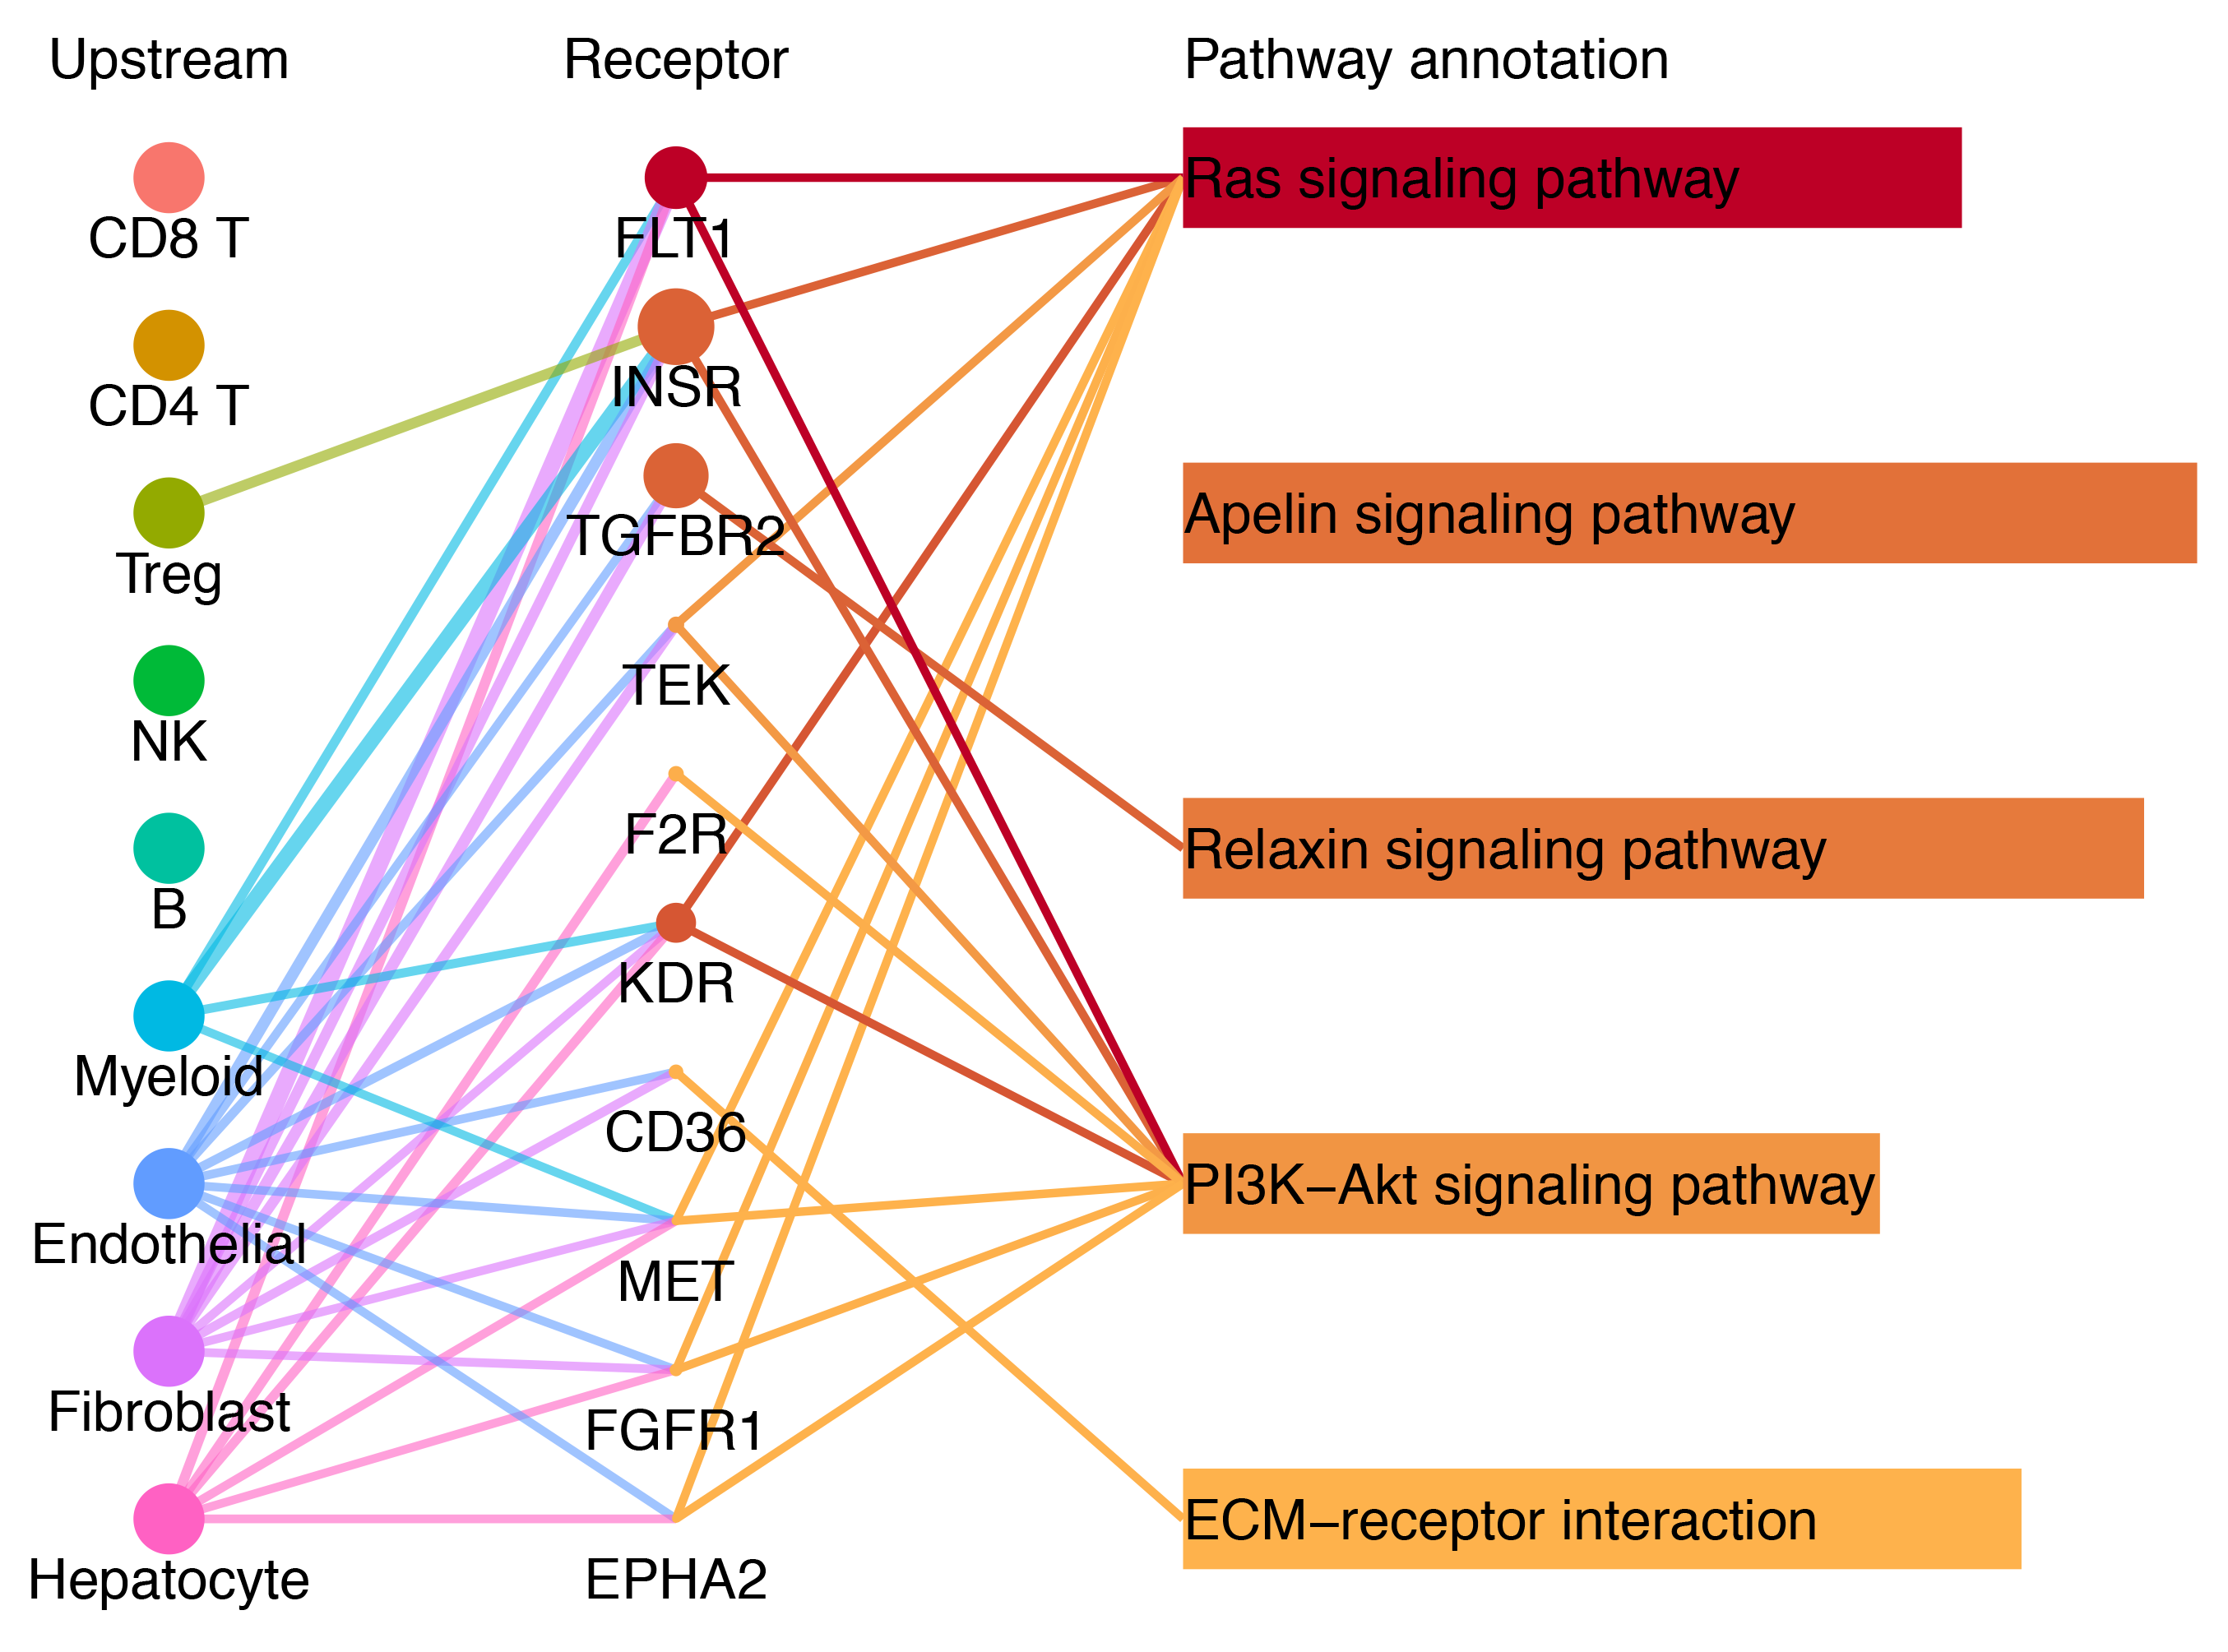 Upstream
Receptor
Pathway annotation
CD8 T
CD4 T
Treg
NK
B
Myeloid
Endothelial
Fibroblast
Hepatocyte
FLT1
INSR
TGFBR2
TEK
F2R
KDR
CD36
MET
FGFR1
EPHA2
Ras signaling pathway
Apelin signaling pathway
Relaxin signaling pathway
PI3K−Akt signaling pathway
ECM−receptor interaction